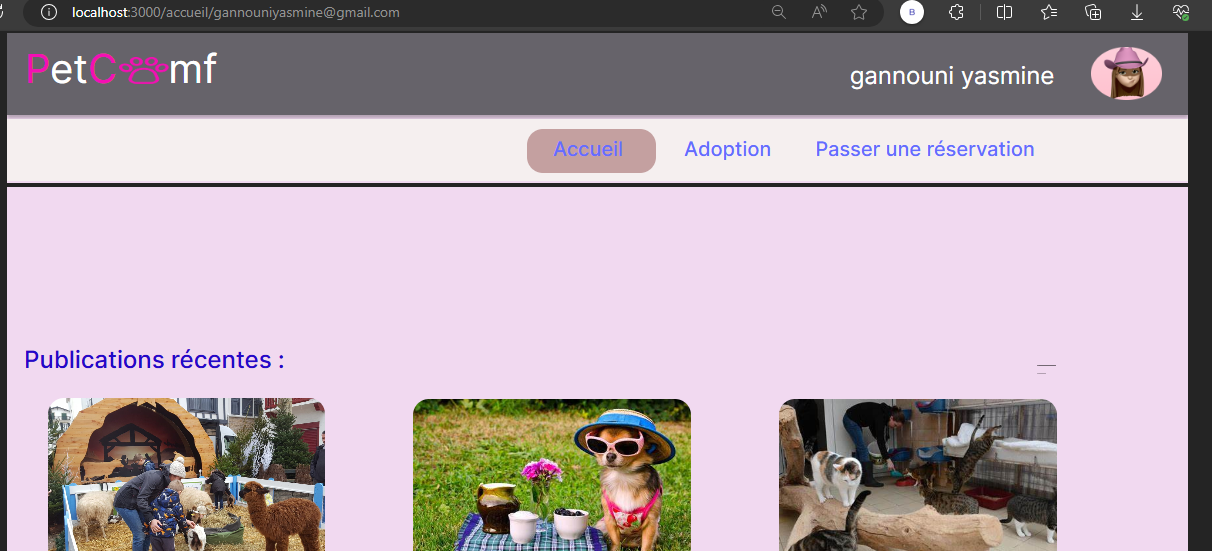 localhost:3000/accueil/gannouniyasmine@gmail.com
B
PetComf
gannouni yasmine
Accueil
Adoption
Passer une réservation
Publications récentes :